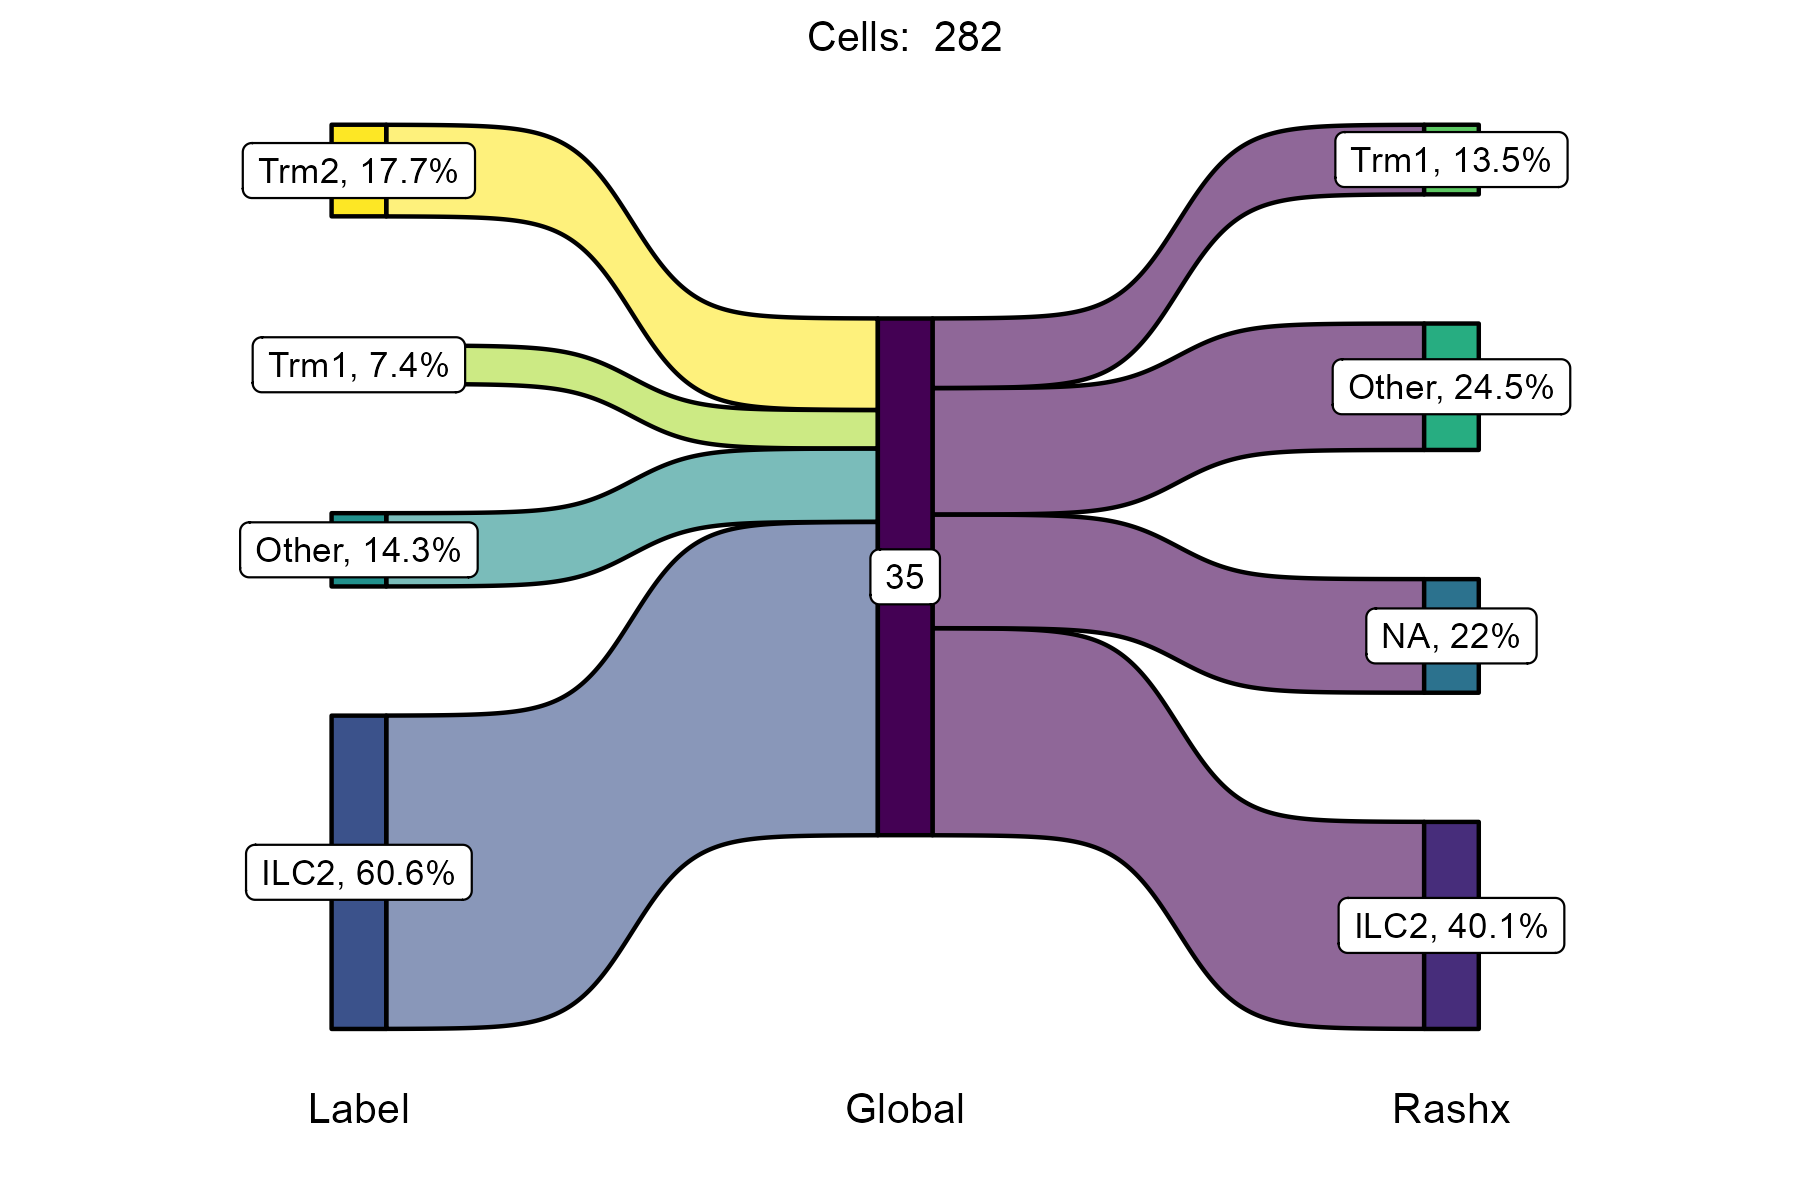 Cells:  282
Trm2, 17.7%
Trm1, 13.5%
Trm1, 7.4%
Other, 24.5%
Other, 14.3%
35
NA, 22%
ILC2, 60.6%
ILC2, 40.1%
Label
Global
Rashx